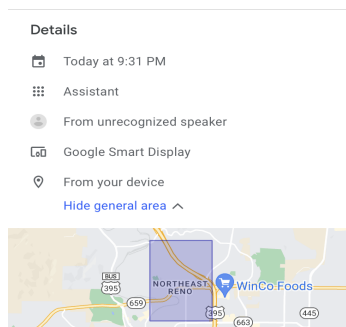 Details
Today at 9:31 PM
Assistant
From unrecognized speaker
Google Smart Display
From your device
Hide general area
BUS
395
NORTHEAST
RENO
WinCo Foods
659
395
663
445